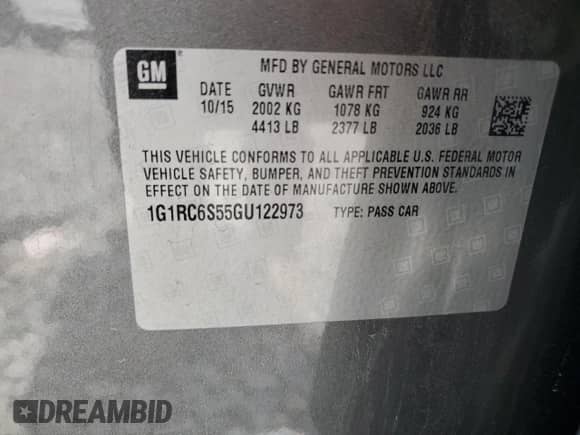 GM
MFD BY GENERAL MOTORS LLC
DATE GVWR GAWR FRT GAWR RR
10/15 2002 KG 1078 KG 924 KG
4413 LB 2377 LB 2036 LB
THIS VEHICLE CONFORMS TO ALL APPLICABLE U.S. FEDERAL MOTOR
VEHICLE SAFETY, BUMPER, AND THEFT PREVENTION STANDARDS IN
EFFECT ON THE DATE OF MANUFACTURE SHOWN ABOVE.
1G1RC6S55GU122973 TYPE: PASS CAR
DREAMBID